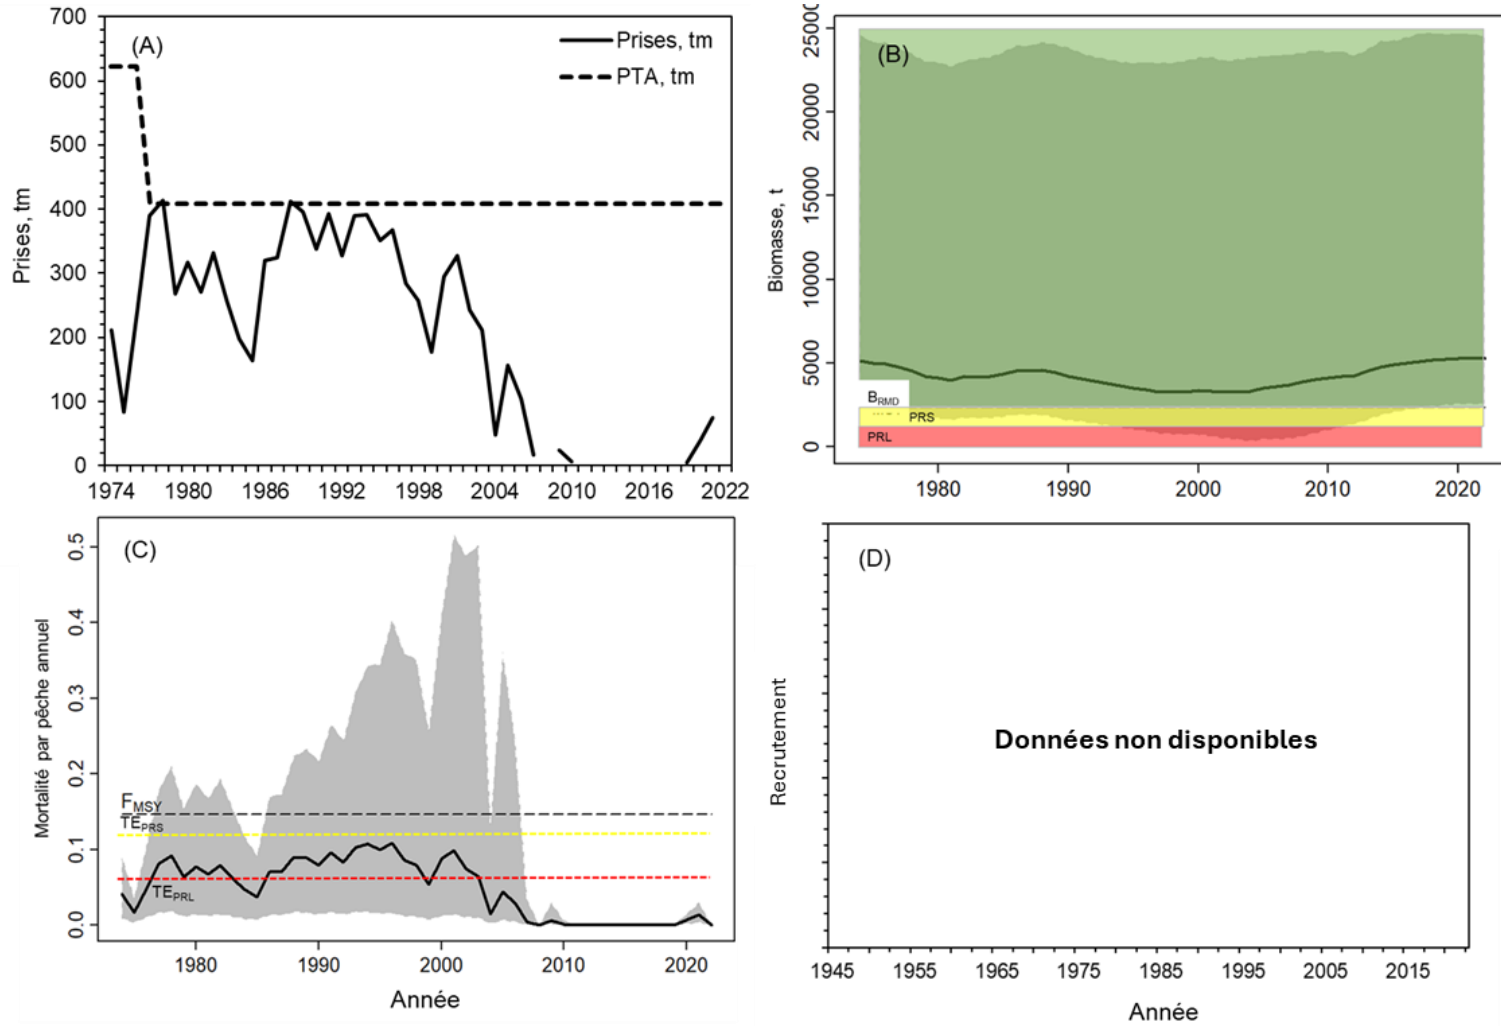 700
(A)
Prises, tm
PTA, tm
600
500
400
300
200
100
0
Prises, tm
1974 1980 1986 1992 1998 2004 2010 2016 2022
(B)
25000
20000
15000
10000
5000
0
Biomasse, t
BRMD
PRS
PRL
1980 1990 2000 2010 2020
(C)
0.5
0.4
0.3
0.2
0.1
0.0
Mortalité par pêche annuel
FMSY
TEPRS
TEPRL
1980 1990 2000 2010 2020
Année
(D)
Recrutement
Données non disponibles
1945 1955 1965 1975 1985 1995 2005 2015
Année